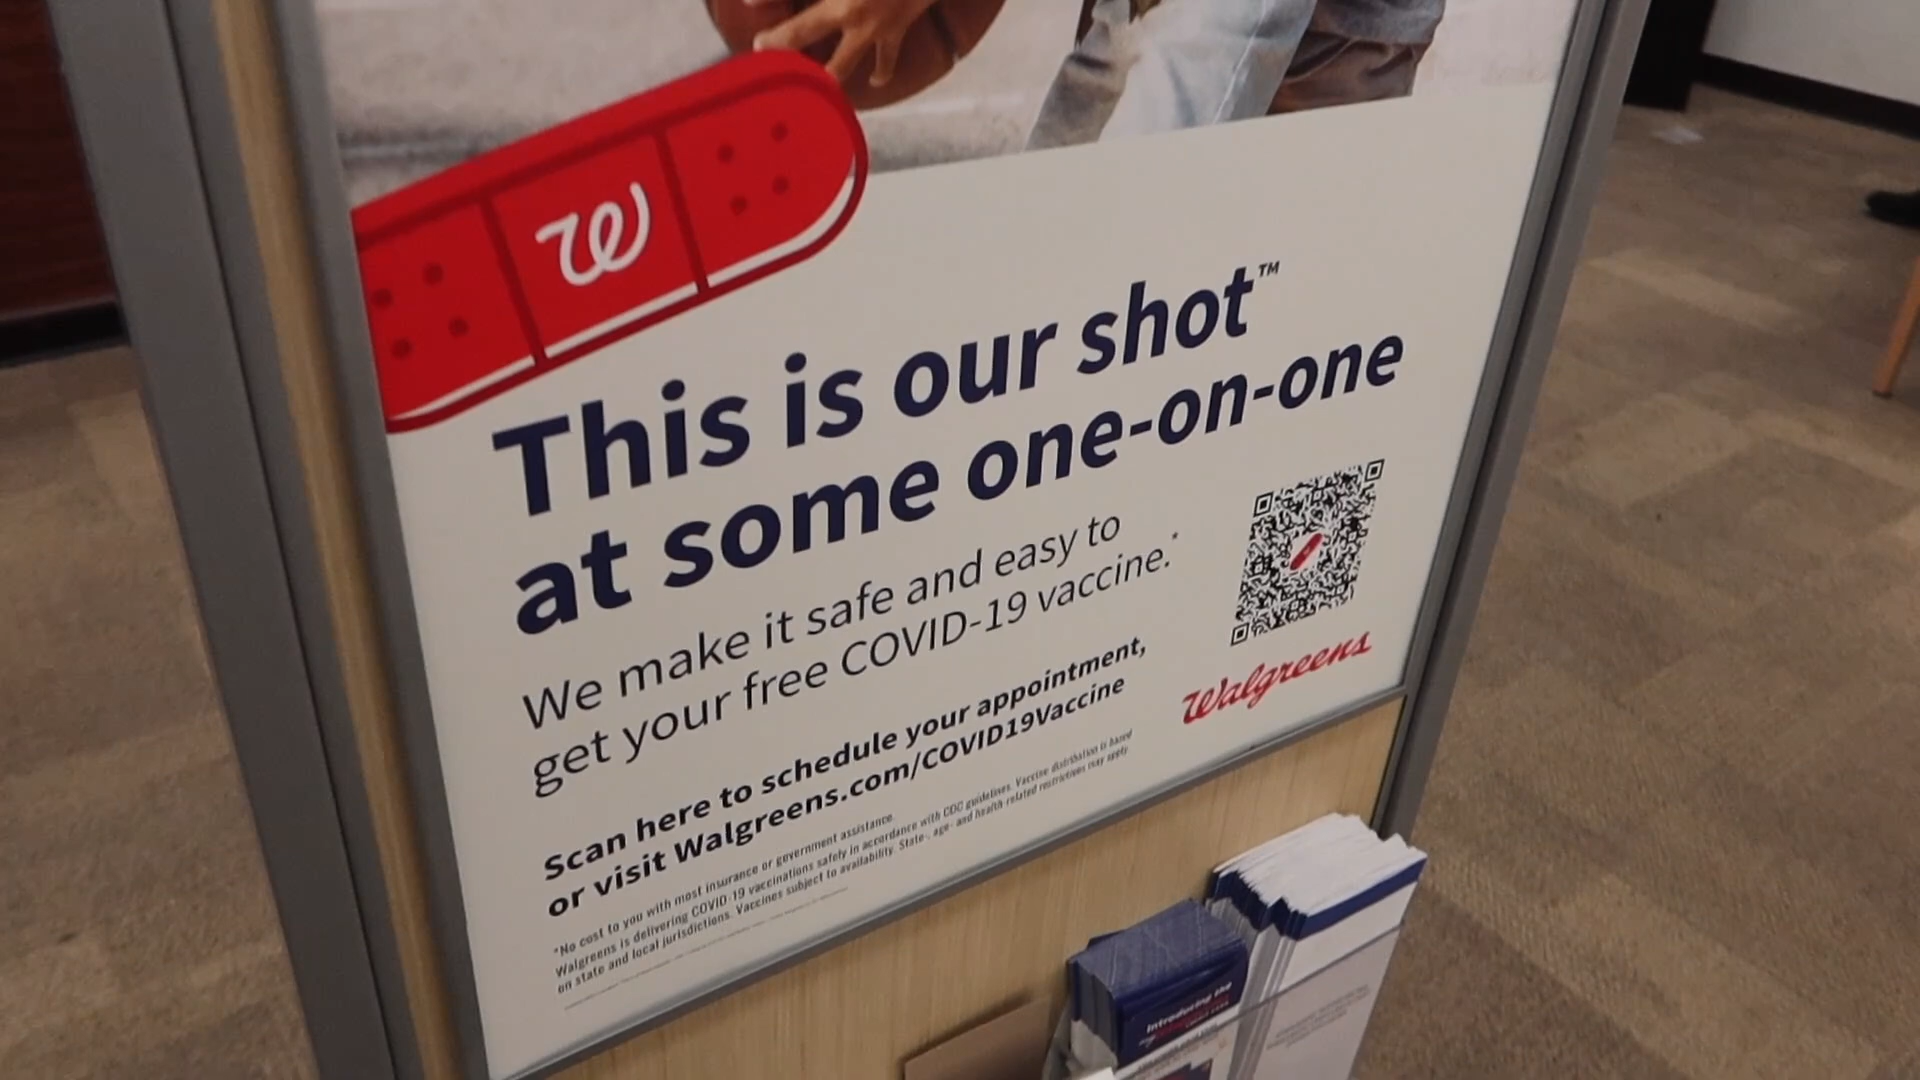 W
This is our shot™
at some one-on-one
We make it safe and easy to
get your free COVID-19 vaccine.*
Scan here to schedule your appointment,
or visit Walgreens.com/COVID19Vaccine
Walgreens
*No cost to you with most insurance or government assistance.
Walgreens is delivering COVID-19 vaccinations safely in accordance with CDC guidelines. Vaccine distribution is based
on state and local jurisdictions. Vaccines subject to availability. State-, age- and health-related restrictions may apply.
Introducing the